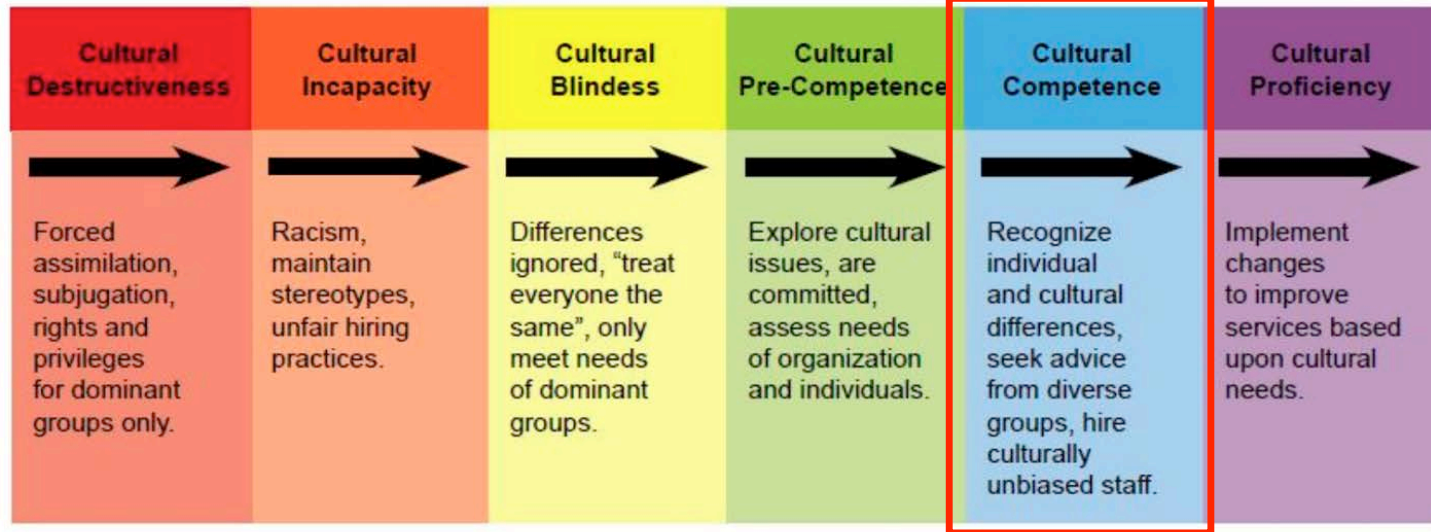 Cultural
Destructiveness
Forced
assimilation,
subjugation,
rights and
privileges
for dominant
groups only.
Cultural
Incapacity
Racism,
maintain
stereotypes,
unfair hiring
practices.
Cultural
Blindess
Differences
ignored, “treat
everyone the
same”, only
meet needs
of dominant
groups.
Cultural
Pre-Competence
Explore cultural
issues, are
committed,
assess needs
of organization
and individuals.
Cultural
Competence
Recognize
individual
and cultural
differences,
seek advice
from diverse
groups, hire
culturally
unbiased staff.
Cultural
Proficiency
Implement
changes
to improve
services based
upon cultural
needs.